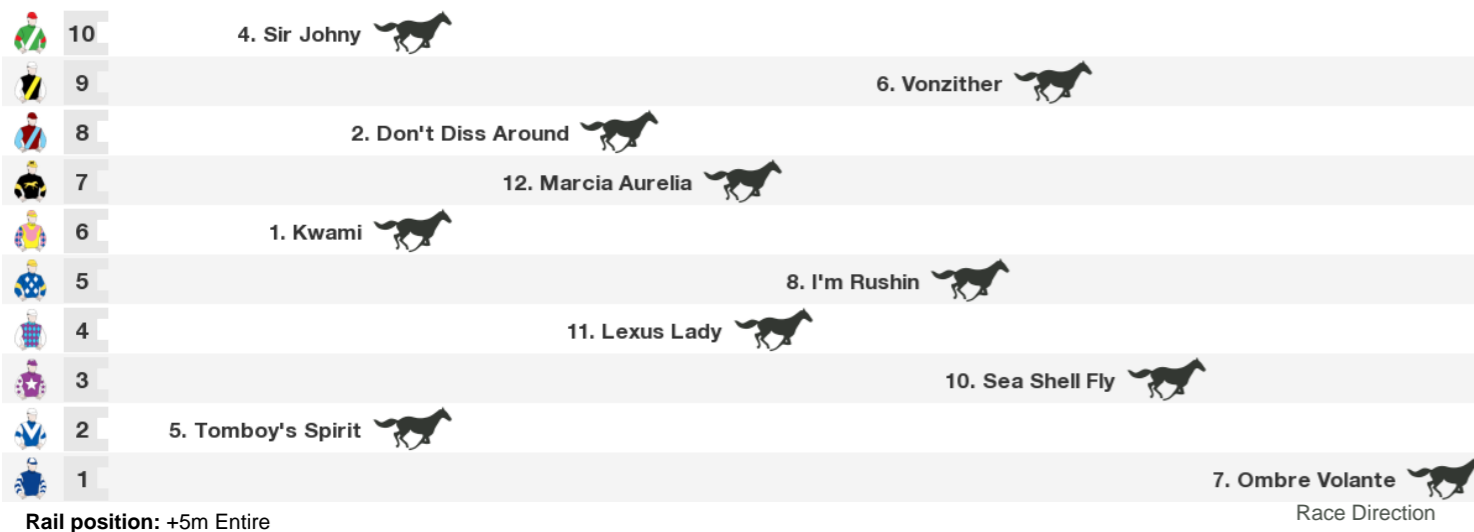 10 4. Sir Johny
9 6. Vonzither
8 2. Don't Diss Around
7 12. Marcia Aurelia
6 1. Kwami
5 8. I'm Rushin
4 11. Lexus Lady
3 10. Sea Shell Fly
2 5. Tomboy's Spirit
1 7. Ombre Volante
Race Direction
Rail position: +5m Entire